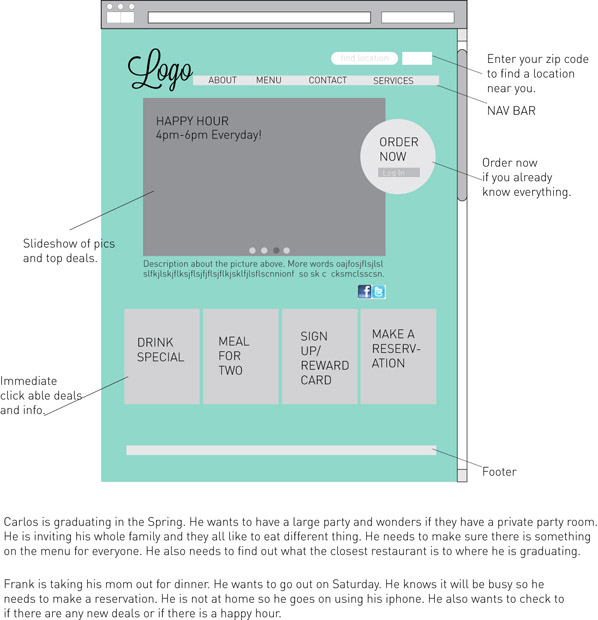 find location
Enter your zip code
to find a location
near you.
Logo
ABOUT MENU CONTACT SERVICES
NAV BAR
HAPPY HOUR
4pm-6pm Everyday!
ORDER
NOW
Log In
Order now
if you already
know everything.
Slideshow of pics
and top deals.
Description about the picture above. More words oajfosjflsjlsl
slfkjlskjflksjflsjfjflsjflkjsklfjlsflscnnionf so sk c cksmclsscsn.
f t
DRINK
SPECIAL
MEAL
FOR
TWO
SIGN
UP/
REWARD
CARD
MAKE A
RESERV-
ATION
Immediate
click able deals
and info.
Footer
Carlos is graduating in the Spring. He wants to have a large party and wonders if they have a private party room.
He is inviting his whole family and they all like to eat different thing. He needs to make sure there is something
on the menu for everyone. He also needs to find out what the closest restaurant is to where he is graduating.
Frank is taking his mom out for dinner. He wants to go out on Saturday. He knows it will be busy so he
needs to make a reservation. He is not at home so he goes on using his iphone. He also wants to check to
if there are any new deals or if there is a happy hour.